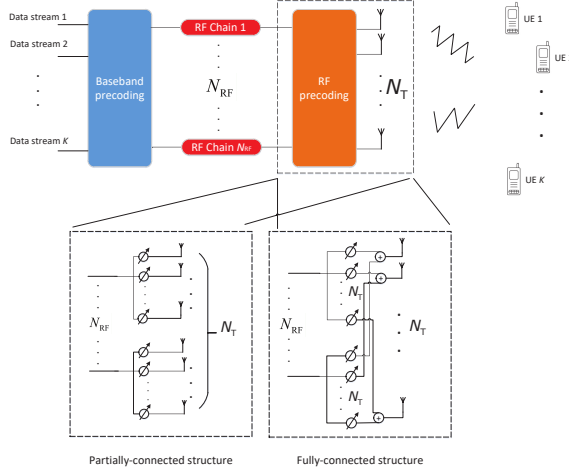 Data stream 1
Data stream 2
Data stream K
Baseband
precoding
RF Chain 1
N_RF
RF Chain N_RF
RF
precoding
N_T
UE 1
UE
UE K
N_RF
N_T
N_RF
N_T
N_T
N_T
Partially-connected structure
Fully-connected structure